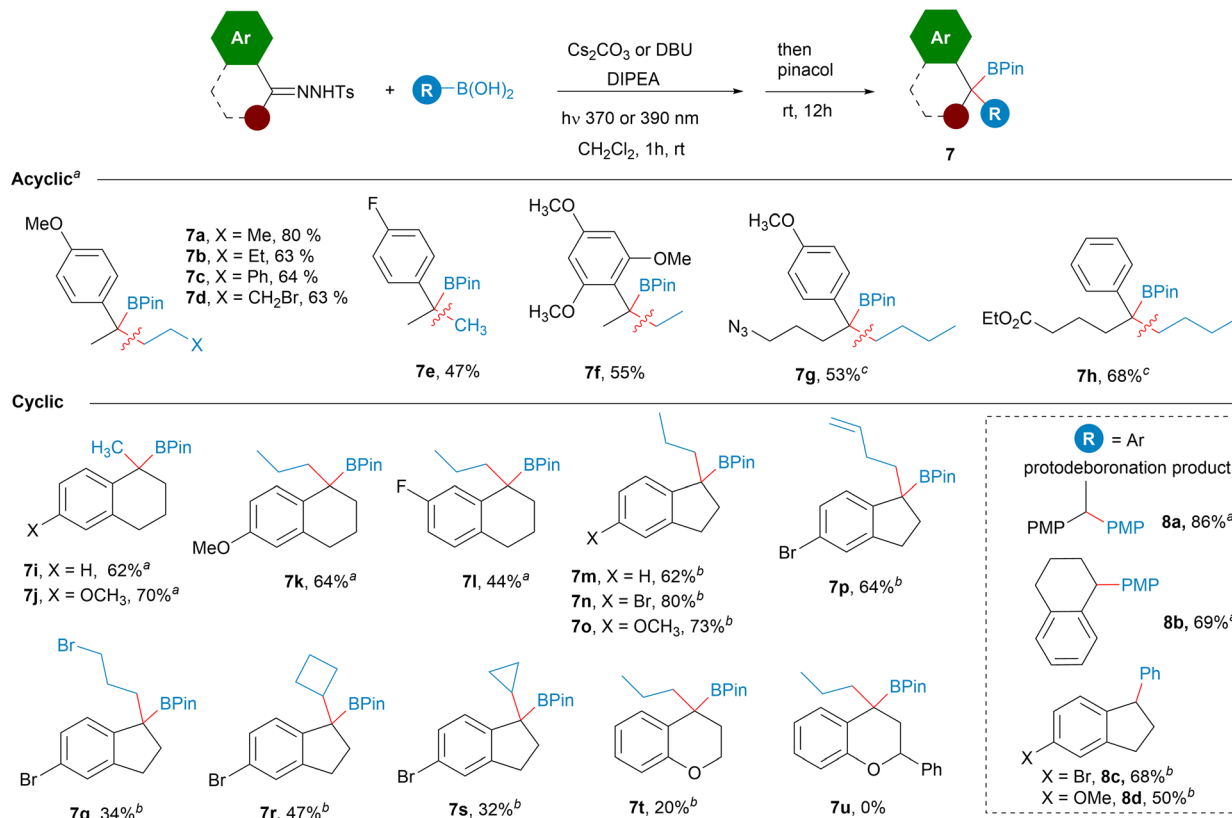 Ar
NNHTs
+
R
B(OH)2
Cs2CO3 or DBU
DIPEA
hν 370 or 390 nm
CH2Cl2, 1h, rt
then
pinacol
rt, 12h
Ar
BPin
R
7
Acyclica
MeO
BPin
X
7a, X = Me, 80 %
7b, X = Et, 63 %
7c, X = Ph, 64 %
7d, X = CH2Br, 63 %
F
BPin
CH3
7e, 47%
H3CO
OMe
H3CO
BPin
7f, 55%
H3CO
BPin
N3
7g, 53%c
BPin
EtO2C
7h, 68%c
Cyclic
H3C
BPin
X
7i, X = H, 62%a
7j, X = OCH3, 70%a
BPin
MeO
7k, 64%a
BPin
F
7l, 44%a
BPin
X
7m, X = H, 62%b
7n, X = Br, 80%b
7o, X = OCH3, 73%b
BPin
Br
7p, 64%b
Br
BPin
Br
7q, 34%b
BPin
Br
7r, 47%b
BPin
Br
7s, 32%b
BPin
O
7t, 20%b
BPin
O
Ph
7u, 0%
R = Ar
protodeboronation product
PMP
PMP
8a, 86%a
PMP
8b, 69%a
Ph
X
X = Br, 8c, 68%b
X = OMe, 8d, 50%b